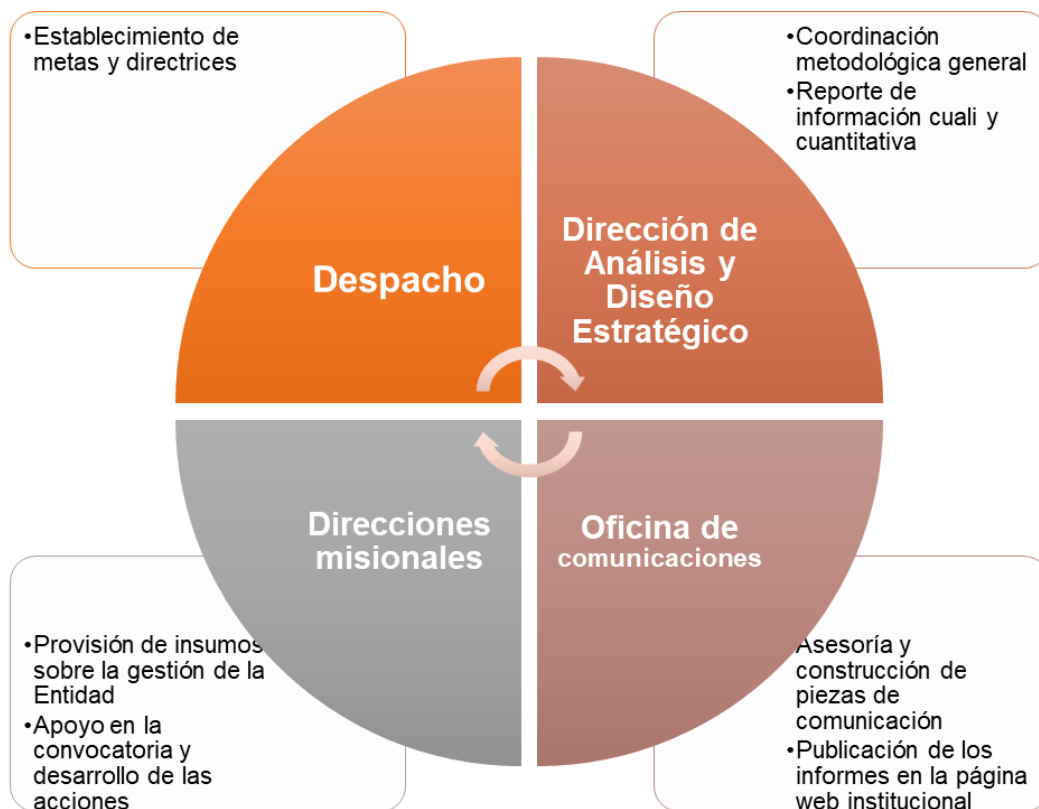 •Establecimiento de
metas y directrices
•Coordinación
metodológica general
•Reporte de
información cuali y
cuantitativa
Despacho
Dirección de
Análisis y
Diseño
Estratégico
Direcciones
misionales
Oficina de
comunicaciones
•Provisión de insumos
sobre la gestión de la
Entidad
•Apoyo en la
convocatoria y
desarrollo de las
acciones
Asesoría y
construcción de
piezas de
comunicación
•Publicación de los
informes en la página
web institucional